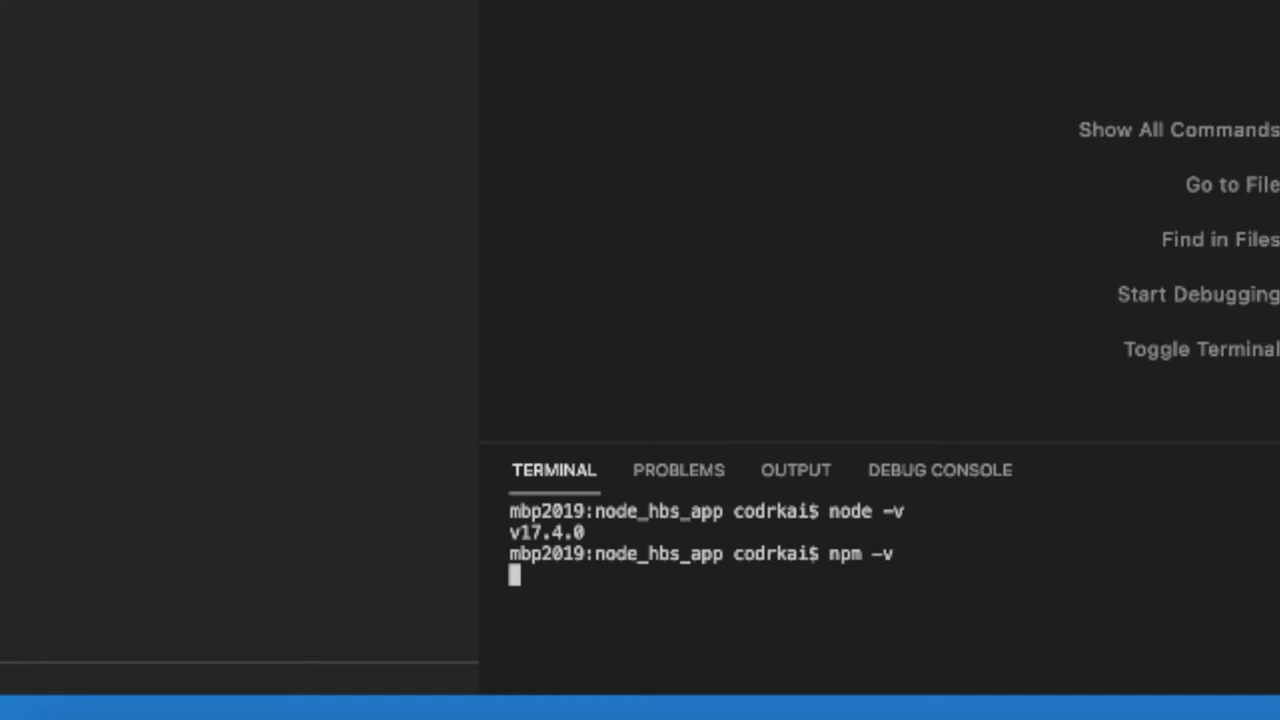 Show All Commands
Go to File
Find in Files
Start Debugging
Toggle Terminal
TERMINAL PROBLEMS OUTPUT DEBUG CONSOLE
mbp2019:node_hbs_app codrkai$ node -v
v17.4.0
mbp2019:node_hbs_app codrkai$ npm -v